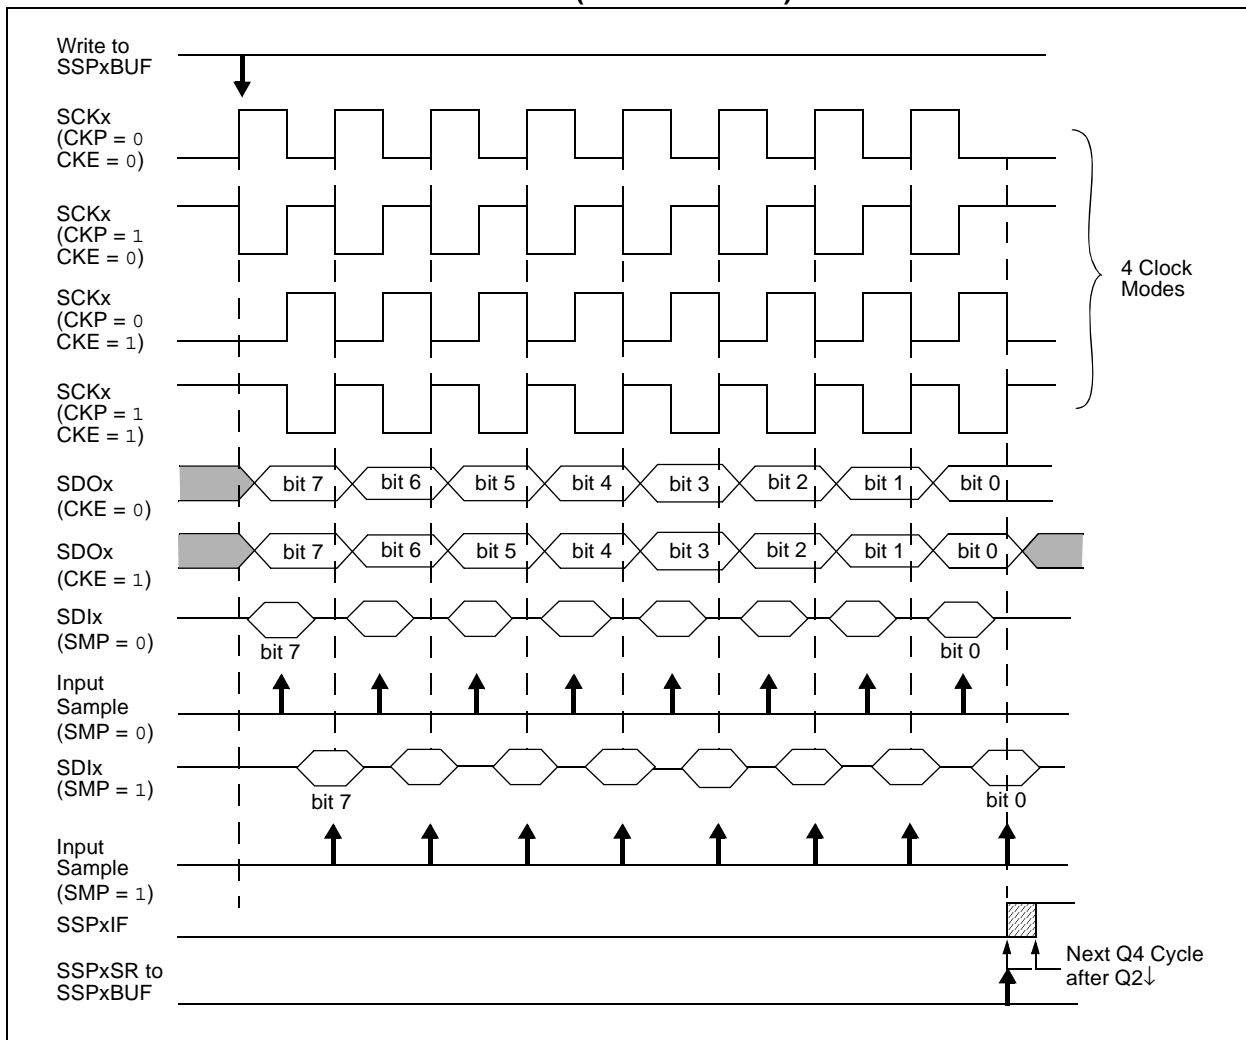 Write to
SSPxBUF
SCKx
(CKP = 0
CKE = 0)
SCKx
(CKP = 1
CKE = 0)
SCKx
(CKP = 0
CKE = 1)
SCKx
(CKP = 1
CKE = 1)
4 Clock
Modes
SDOx
(CKE = 0)
bit 7 bit 6 bit 5 bit 4 bit 3 bit 2 bit 1 bit 0
SDOx
(CKE = 1)
bit 7 bit 6 bit 5 bit 4 bit 3 bit 2 bit 1 bit 0
SDIx
(SMP = 0)
bit 7 bit 0
Input
Sample
(SMP = 0)
SDIx
(SMP = 1)
bit 7 bit 0
Input
Sample
(SMP = 1)
SSPxIF
SSPxSR to
SSPxBUF
Next Q4 Cycle
after Q2↓